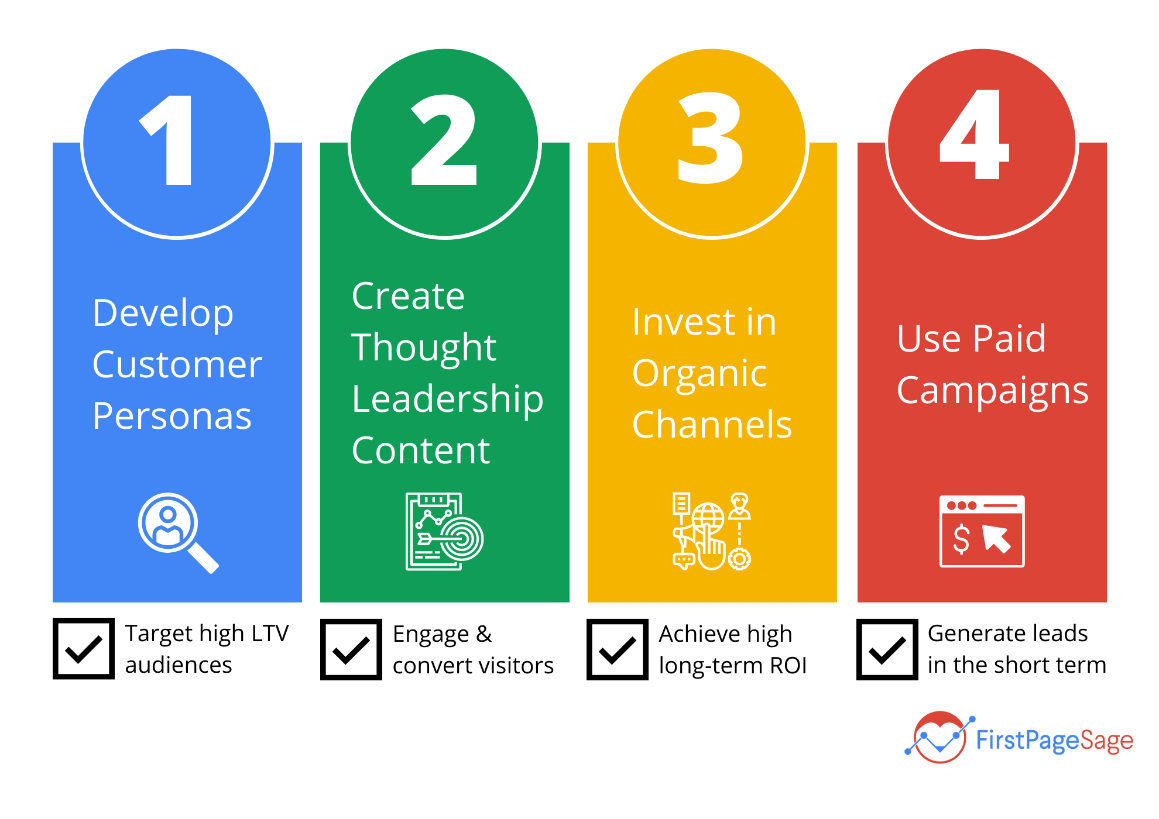 1
Develop
Customer
Personas
Target high LTV
audiences
2
Create
Thought
Leadership
Content
Engage &
convert visitors
3
Invest in
Organic
Channels
Achieve high
long-term ROI
4
Use Paid
Campaigns
$
Generate leads
in the short term
FirstPageSage